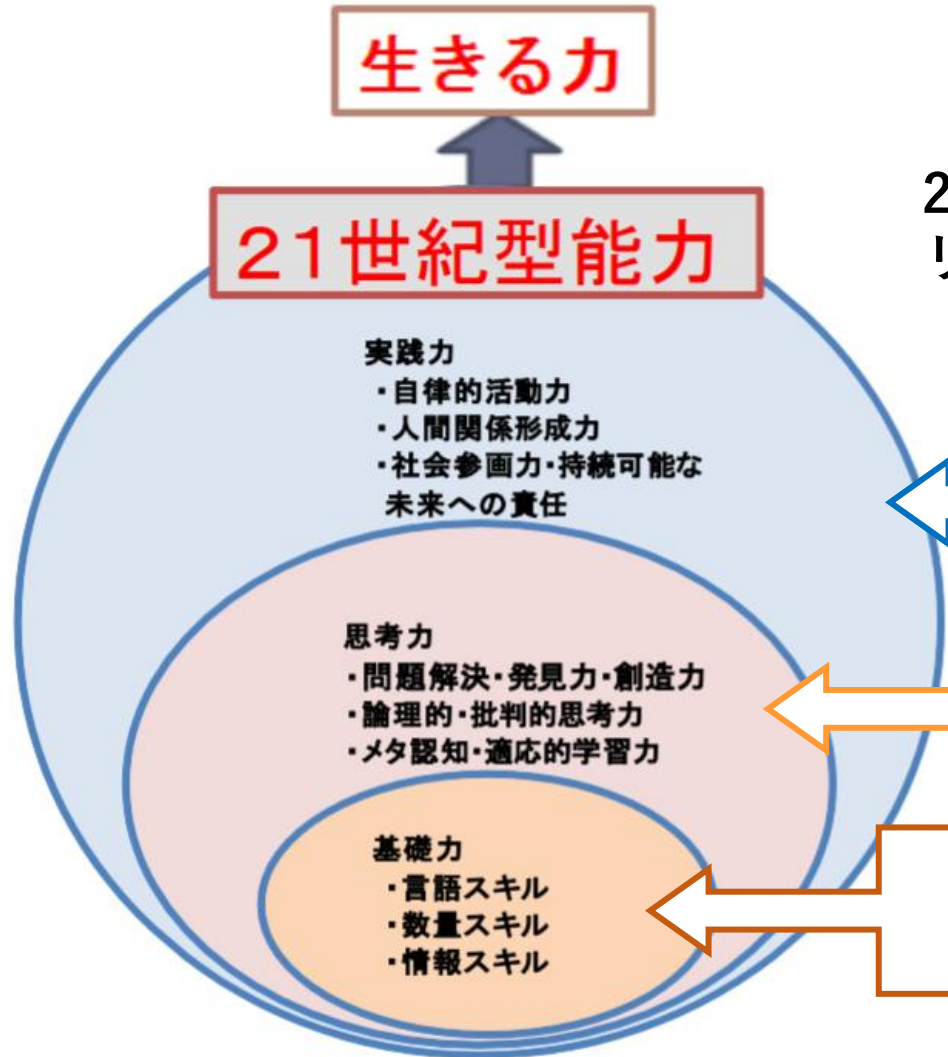 生きる力
21世紀型能力
2
リ
実践力
・自律的活動力
・人間関係形成力
・社会参画力・持続可能な
未来への責任
思考力
・問題解決・発見力・創造力
・論理的・批判的思考力
・メタ認知・適応的学習力
基礎力
・言語スキル
・数量スキル
・情報スキル